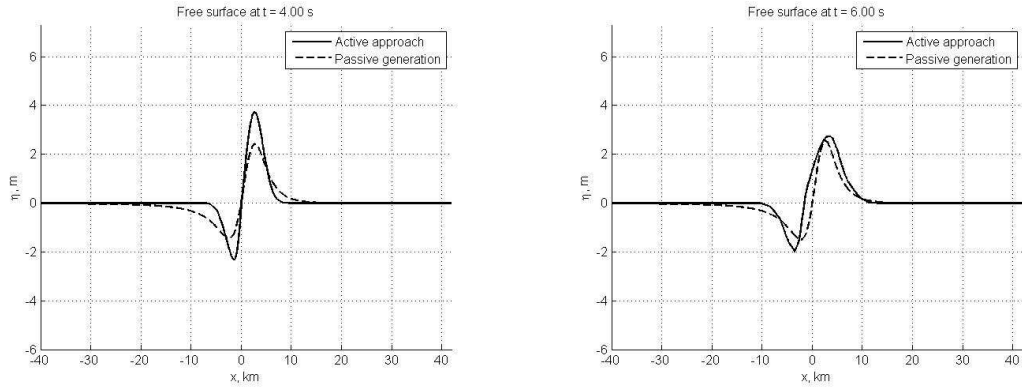 Free surface at t = 4.00 s
Active approach
Passive generation
6
4
2
0
-2
-4
-6
η, m
-40 -30 -20 -10 0 10 20 30 40
x, km
Free surface at t = 6.00 s
Active approach
Passive generation
6
4
2
0
-2
-4
-6
η, m
-40 -30 -20 -10 0 10 20 30 40
x, km